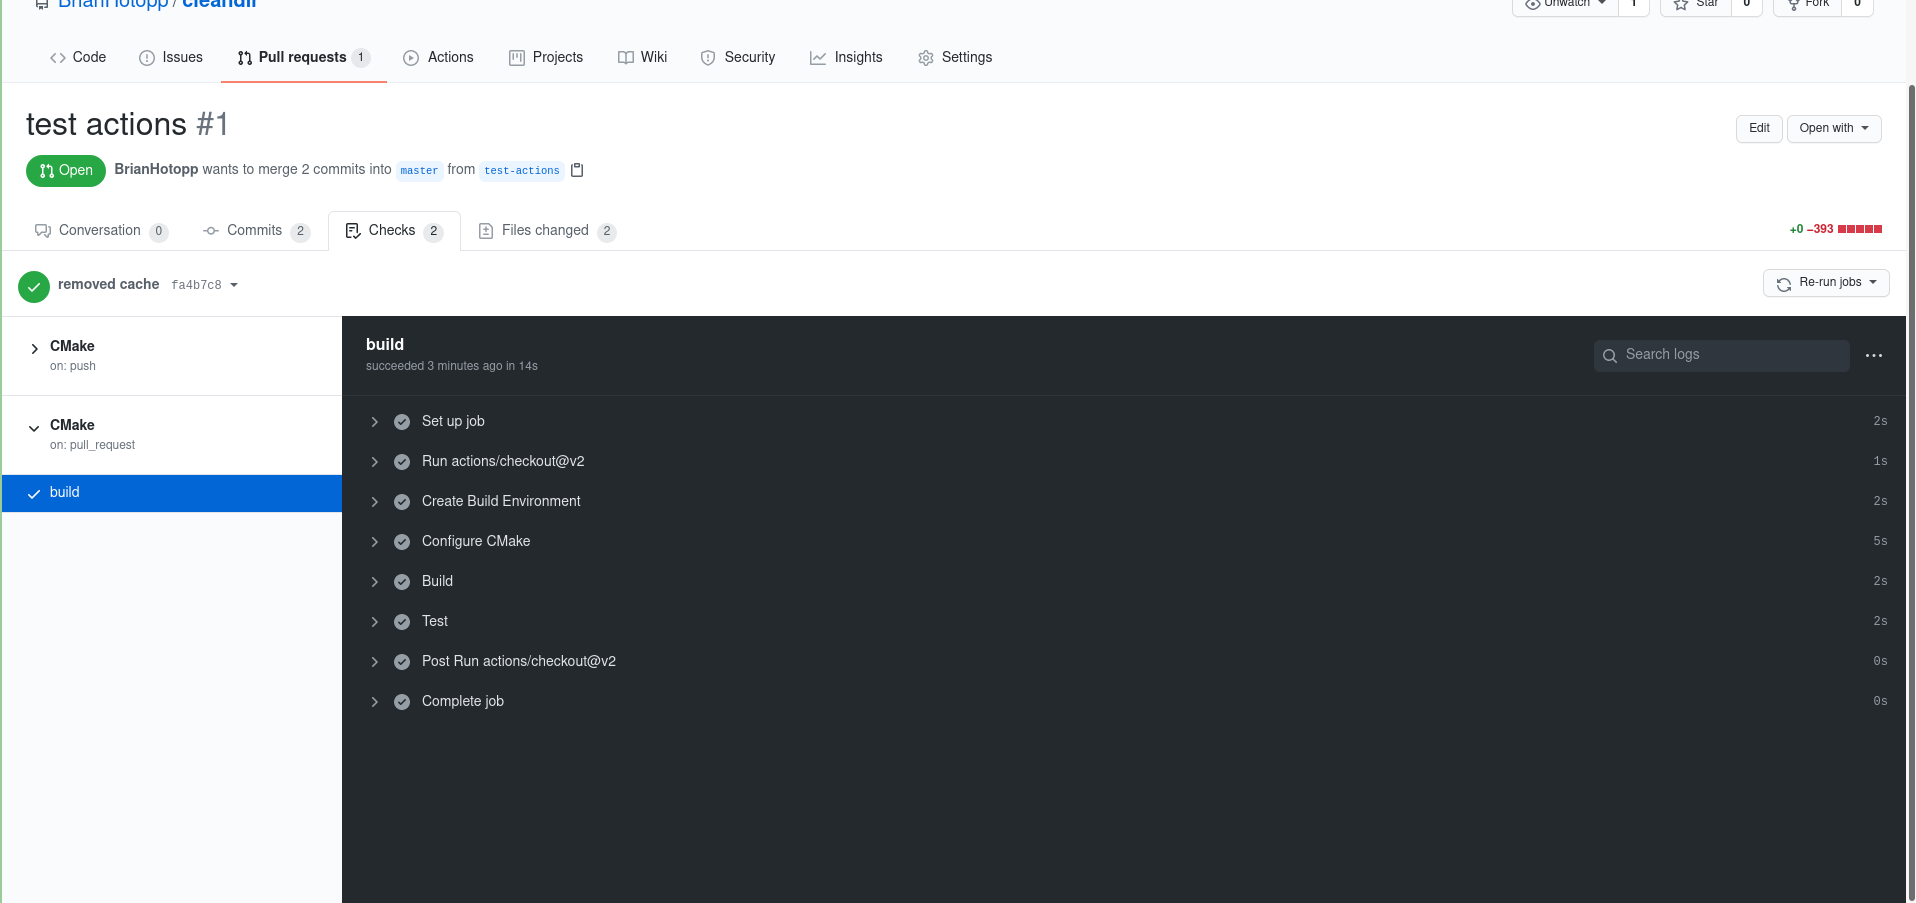 BrianHotopp / cleandir
Unwatch 1 Star 0 Fork 0
Code Issues Pull requests 1 Actions Projects Wiki Security Insights Settings
test actions #1
Edit Open with
Open BrianHotopp wants to merge 2 commits into master from test-actions
Conversation 0 Commits 2 Checks 2 Files changed 2 +0 −393
removed cache fa4b7c8 Re-run jobs
CMake
on: push
CMake
on: pull_request
build
build
succeeded 3 minutes ago in 14s
Search logs
Set up job 2s
Run actions/checkout@v2 1s
Create Build Environment 2s
Configure CMake 5s
Build 2s
Test 2s
Post Run actions/checkout@v2 0s
Complete job 0s